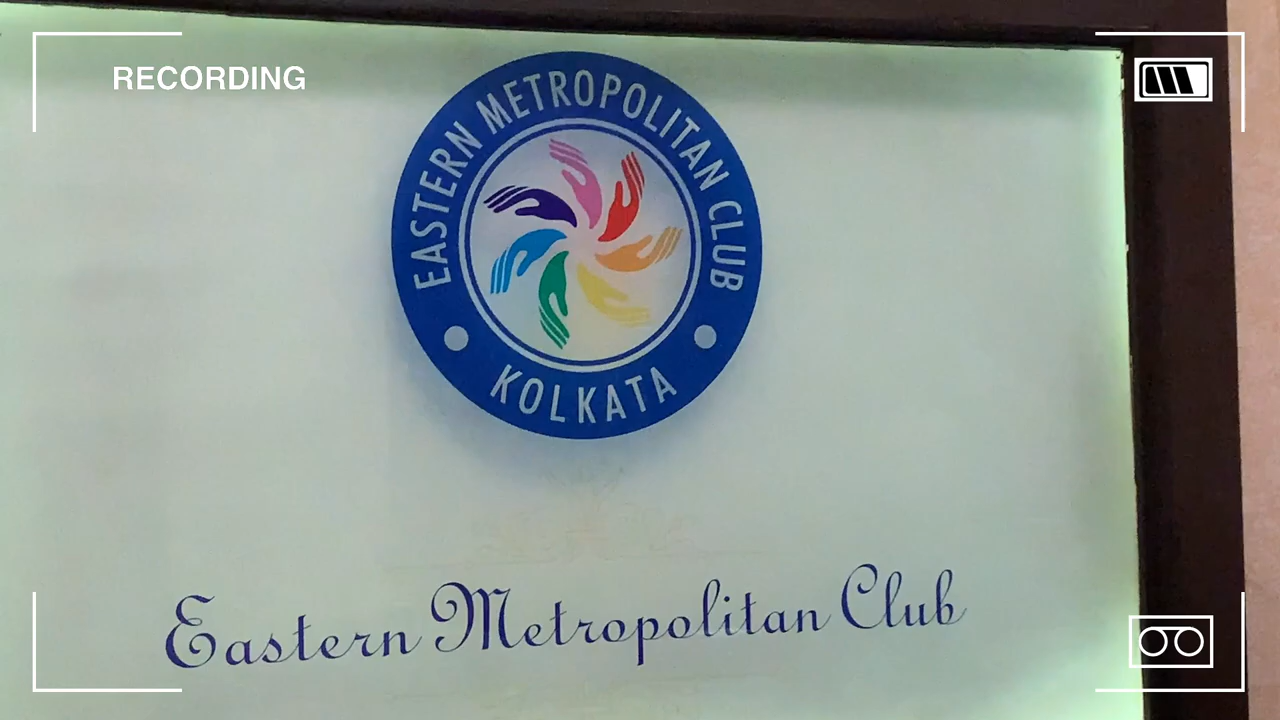 RECORDING
EASTERN METROPOLITAN CLUB
KOLKATA
Eastern Metropolitan Club